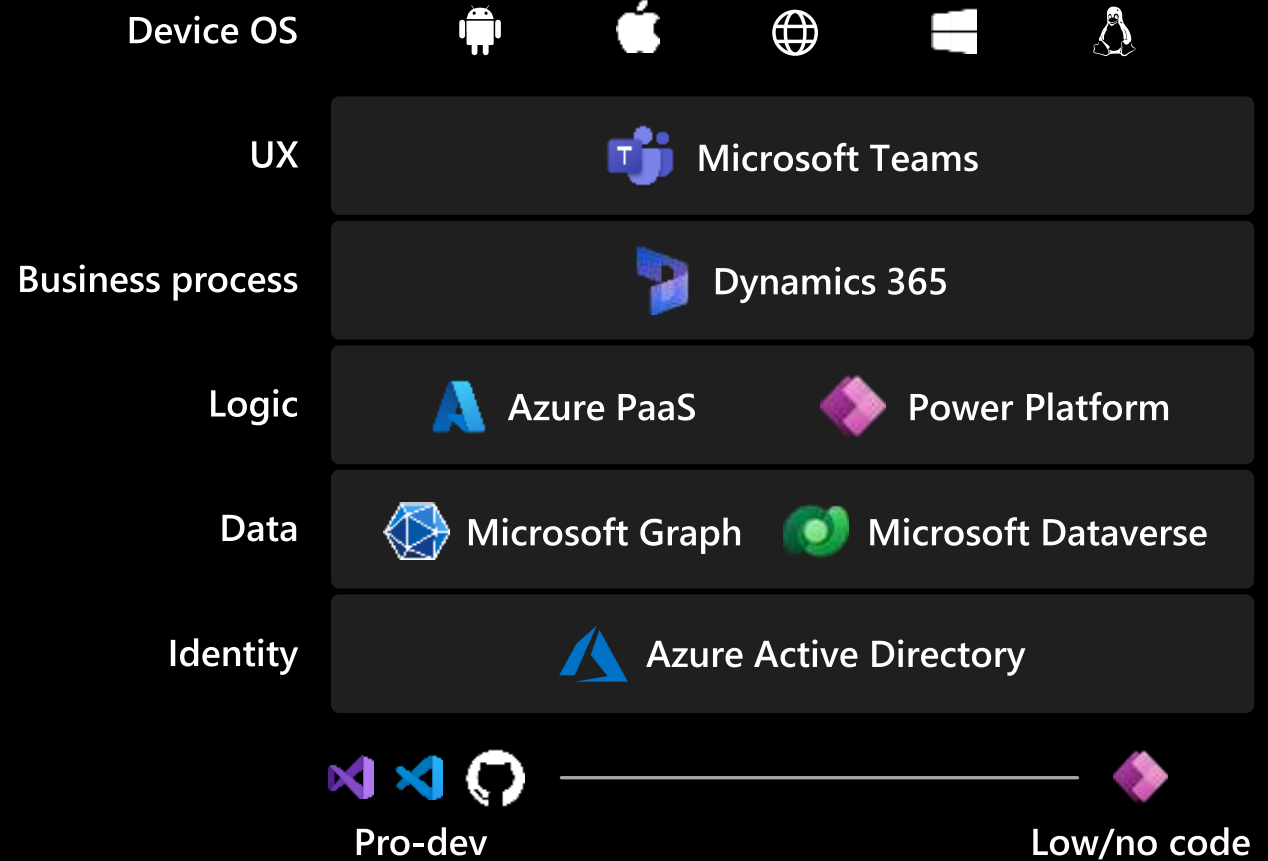 Device OS
UX
T
Microsoft Teams
Business process
Dynamics 365
Logic
Azure PaaS
Power Platform
Data
Microsoft Graph
Microsoft Dataverse
Identity
Azure Active Directory
Pro-dev
Low/no code